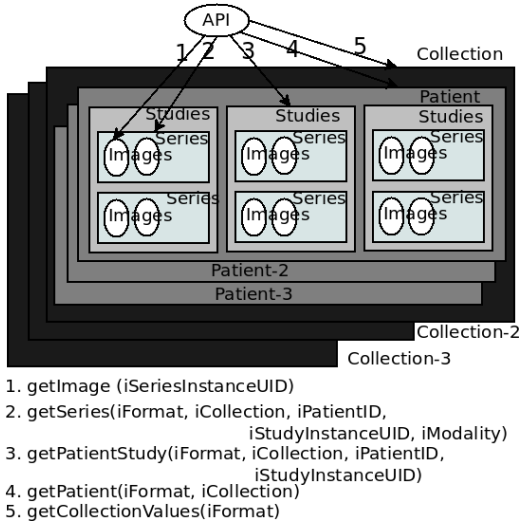 API
1 2 3 4 5
Collection
Patient
Studies Studies Studies
Series Series Series
Images Images Images
Series Series Series
Images Images Images
Patient-2
Patient-3
Collection-2
Collection-3
1. getImage (iSeriesInstanceUID)
2. getSeries(iFormat, iCollection, iPatientID,
iStudyInstanceUID, iModality)
3. getPatientStudy(iFormat, iCollection, iPatientID,
iStudyInstanceUID)
4. getPatient(iFormat, iCollection)
5. getCollectionValues(iFormat)